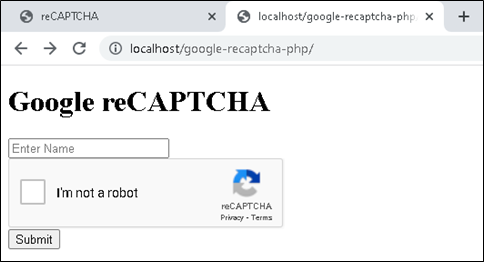 reCAPTCHA
localhost/google-recaptcha-php
localhost/google-recaptcha-php/
Google reCAPTCHA
Enter Name
I'm not a robot
reCAPTCHA
Privacy - Terms
Submit